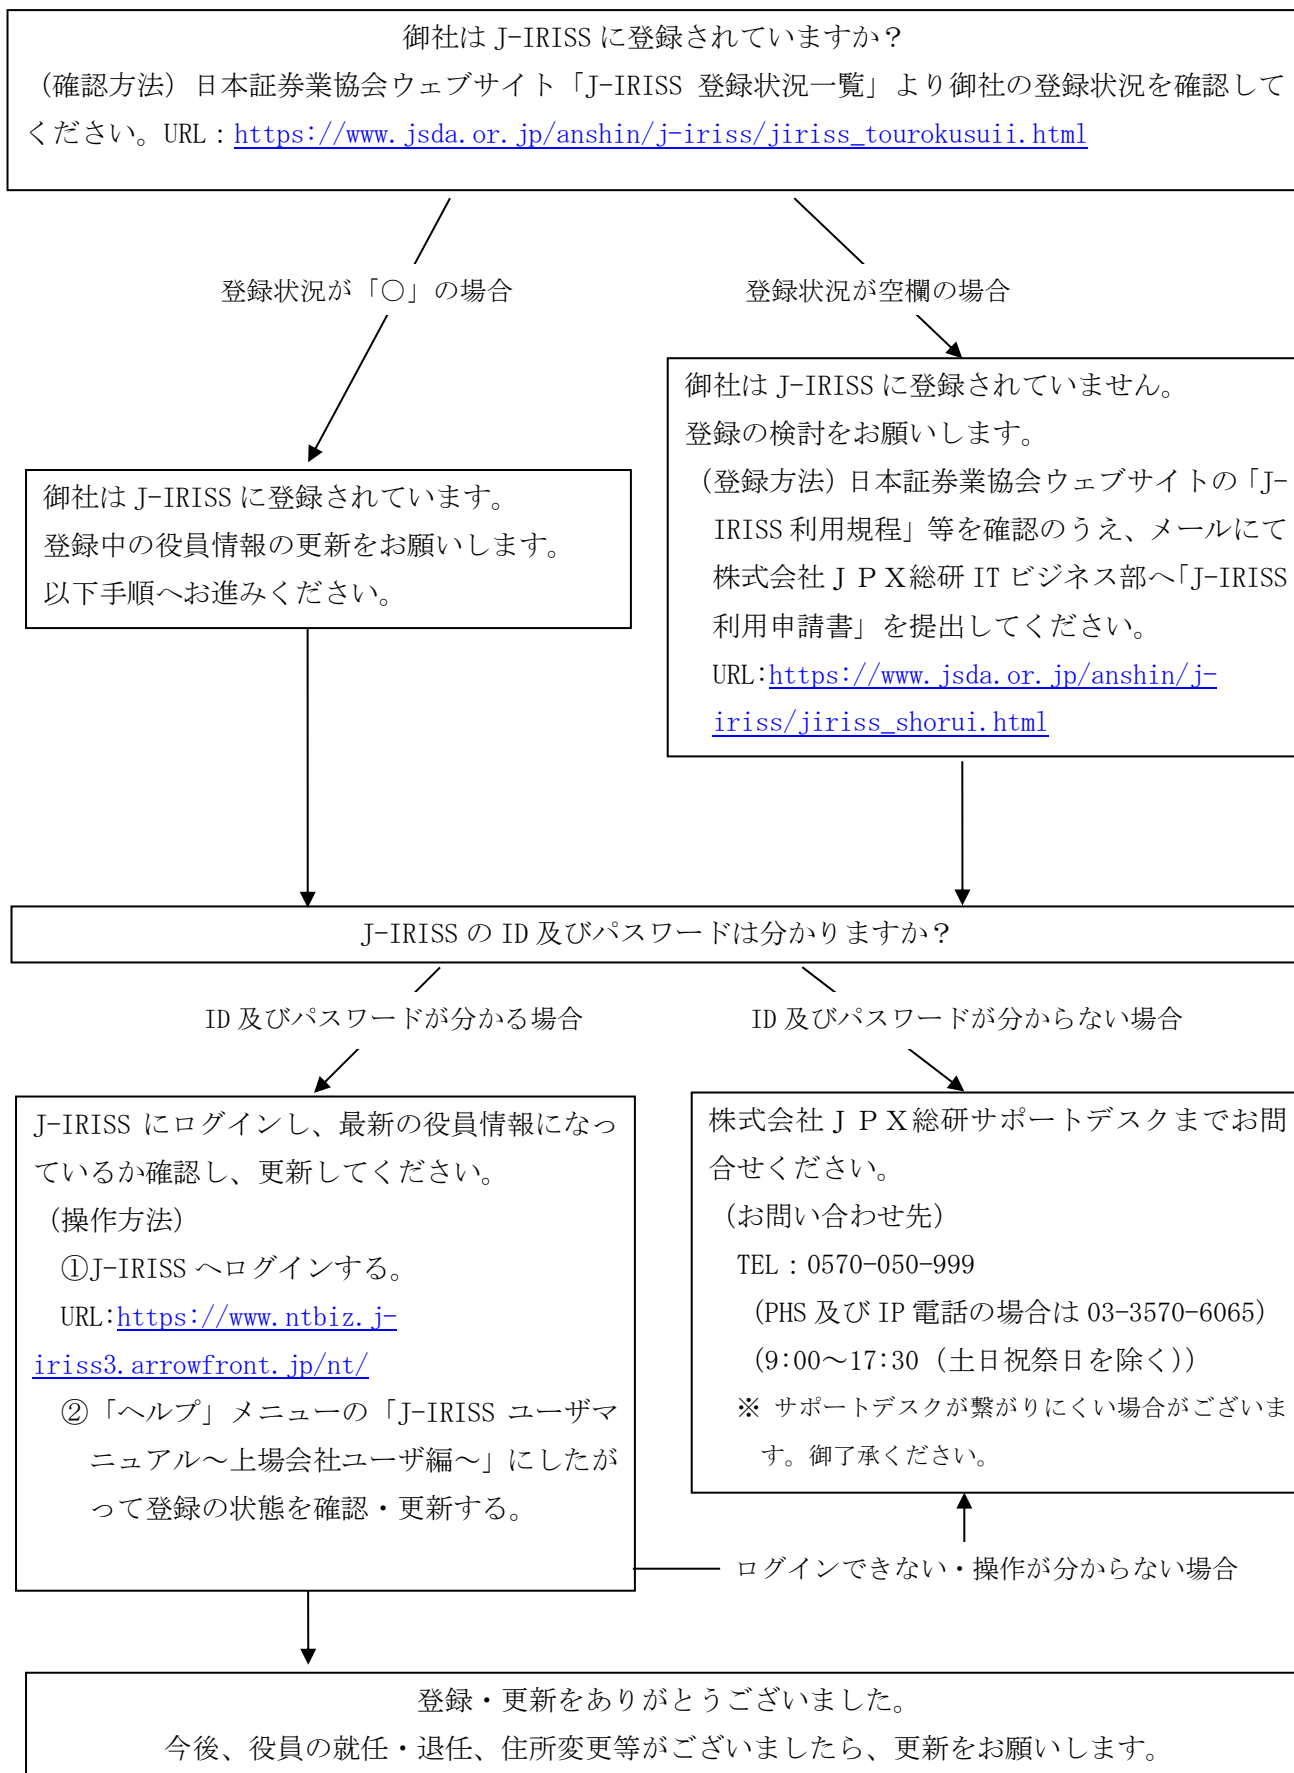 御社は J-IRISS に登録されていますか？
（確認方法）日本証券業協会ウェブサイト「J-IRISS 登録状況一覧」より御社の登録状況を確認して
ください。URL：https://www.jsda.or.jp/anshin/j-iriss/jiriss_tourokusuii.html
登録状況が「○」の場合
登録状況が空欄の場合
御社は J-IRISS に登録されています。
登録中の役員情報の更新をお願いします。
以下手順へお進みください。
御社は J-IRISS に登録されていません。
登録の検討をお願いします。
（登録方法）日本証券業協会ウェブサイトの「J-
IRISS 利用規程」等を確認のうえ、メールにて
株式会社ＪＰＸ総研 IT ビジネス部へ「J-IRISS
利用申請書」を提出してください。
URL:https://www.jsda.or.jp/anshin/j-
iriss/jiriss_shorui.html
J-IRISS の ID 及びパスワードは分かりますか？
ID 及びパスワードが分かる場合
ID 及びパスワードが分からない場合
J-IRISS にログインし、最新の役員情報になっ
ているか確認し、更新してください。
（操作方法）
①J-IRISS へログインする。
URL:https://www.ntbiz.j-
iriss3.arrowfront.jp/nt/
②「ヘルプ」メニューの「J-IRISS ユーザマ
ニュアル～上場会社ユーザ編～」にしたが
って登録の状態を確認・更新する。
株式会社ＪＰＸ総研サポートデスクまでお問
合せください。
（お問い合わせ先）
TEL：0570-050-999
（PHS 及び IP 電話の場合は 03-3570-6065）
（9:00～17:30（土日祝祭日を除く））
※ サポートデスクが繋がりにくい場合がございま
す。御了承ください。
ログインできない・操作が分からない場合
登録・更新をありがとうございました。
今後、役員の就任・退任、住所変更等がございましたら、更新をお願いします。